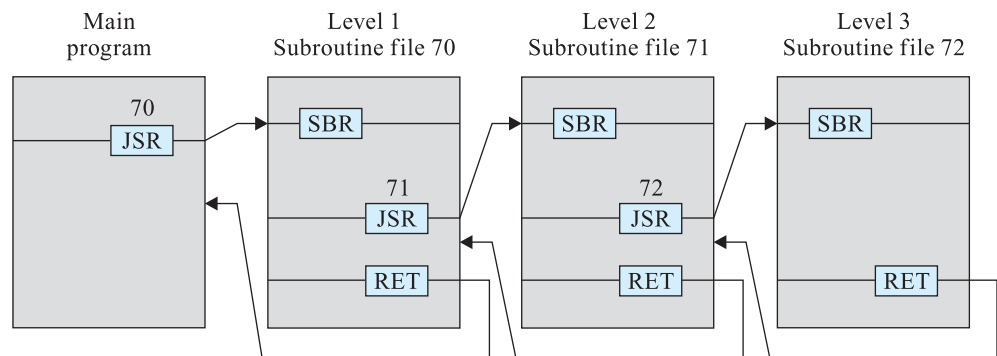 Main
program
Level 1
Subroutine file 70
Level 2
Subroutine file 71
Level 3
Subroutine file 72
70
JSR
SBR
71
JSR
RET
SBR
72
JSR
RET
SBR
RET